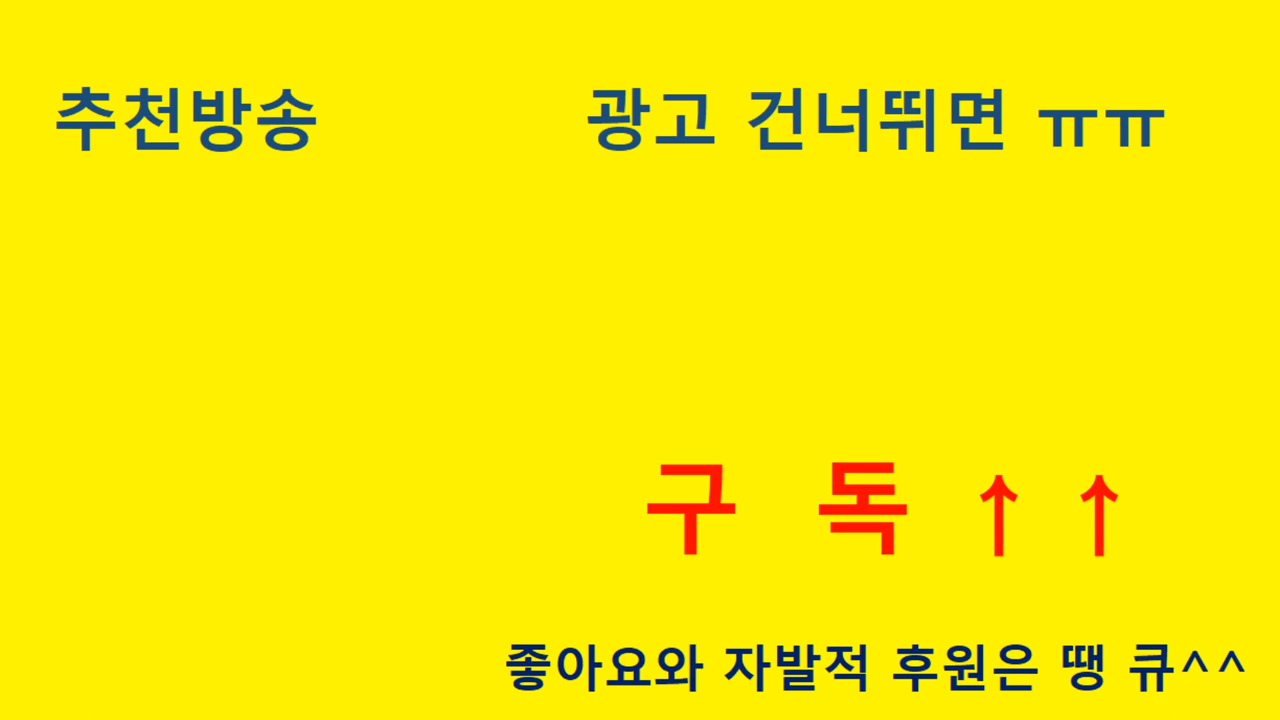 추천방송
광고 건너뛰면 ㅠㅠ
구 독 ↑ ↑
좋아요와 자발적 후원은 땡 큐^^